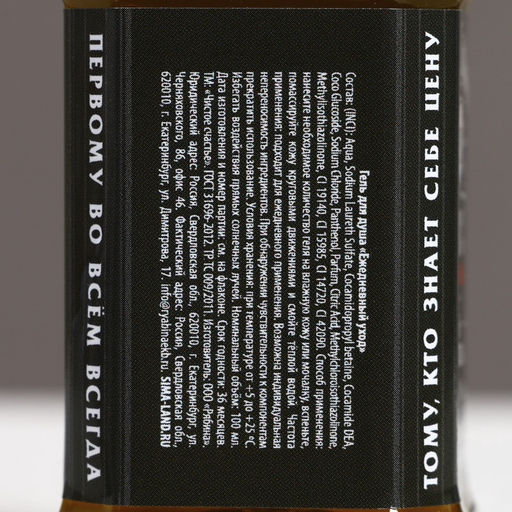 ТОМУ, КТО ЗНАЕТ СЕБЕ ЦЕНУ
Гель для душа «Ежедневный уход»
Состав: (INCI): Aqua, Sodium Laureth Sulfate, Cocamidopropyl betaine, Cocamide DEA,
Coco Glucoside, Sodium Chloride, Panthenol, Parfum, Citric Acid, Methylchloroisothiazolinone,
Methylisothiazolinone, CI 19140, CI 15985, CI 14720, CI 42090. Способ применения:
нанесите необходимое количество геля на влажную кожу или мочалку, вспеньте,
помассируйте кожу круговыми движениями и смойте тёплой водой. Частота
применения: подходит для ежедневного применения. Возможна индивидуальная
непереносимость ингредиентов. При обнаружении чувствительности к компонентам
прекратить использование. Условия хранения: при температуре от +5 до +25 °C.
Избегать воздействия прямых солнечных лучей. Номинальный объём: 100 мл.
Дата изготовления и номер партии: см. на флаконе. Срок годности: 36 месяцев.
ТМ: «Чистое счастье». ГОСТ 31696-2012. ТР ТС 009/2011. Изготовитель: ООО «Рябина»,
Юридический адрес: Россия, Свердловская обл., 620010, г. Екатеринбург, ул.
Черняховского, 86, офис 46. Фактический адрес: Россия, Свердловская обл.,
620010, г. Екатеринбург, ул. Димитрова, 17. info@ryabinaekb.ru. SIMA-LAND.RU
ПЕРВОМУ ВО ВСЁМ ВСЕГДА